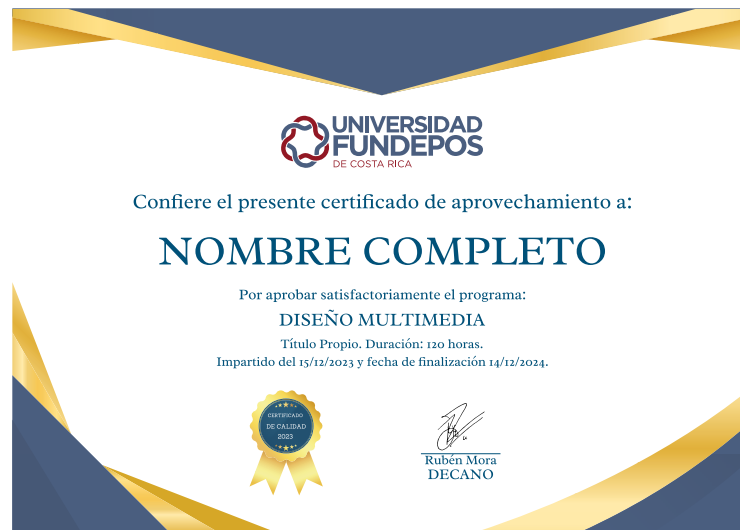 UNIVERSIDAD
FUNDEPOS
DE COSTA RICA
Confiere el presente certificado de aprovechamiento a:
NOMBRE COMPLETO
Por aprobar satisfactoriamente el programa:
DISEÑO MULTIMEDIA
Título Propio. Duración: 120 horas.
Impartido del 15/12/2023 y fecha de finalización 14/12/2024.
CERTIFICADO
DE CALIDAD
2023
Rubén Mora
DECANO